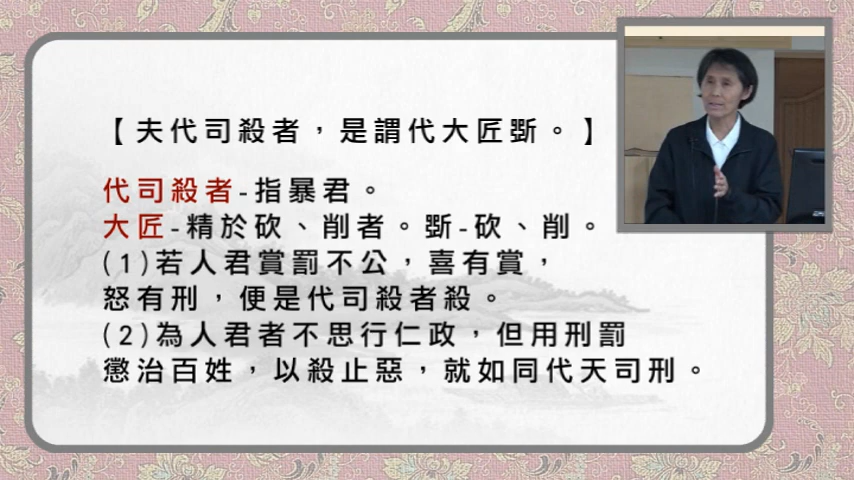 【夫代司殺者，是謂代大匠斲。】
代司殺者-指暴君。
大匠-精於砍、削者。斲-砍、削。
(1)若人君賞罰不公，喜有賞，
怒有刑，便是代司殺者殺。
(2)為人君者不思行仁政，但用刑罰
懲治百姓，以殺止惡，就如同代天司刑。